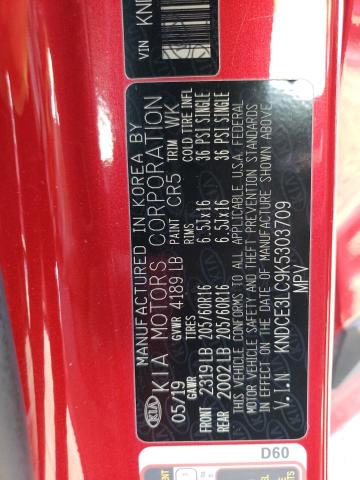 VIN KND
MANUFACTURED IN KOREA BY
KIA KIA MOTORS CORPORATION
05/19 GVWR 4189 LB PAINT CR5 TRIM WK
GAWR TIRES RIMS COLD TIRE INFL
FRONT 2319 LB 205/60R16 6.5Jx16 36 PSI SINGLE
REAR 2002 LB 205/60R16 6.5Jx16 36 PSI SINGLE
THIS VEHICLE CONFORMS TO ALL APPLICABLE U.S.A. FEDERAL
MOTOR VEHICLE SAFETY AND THEFT PREVENTION STANDARDS
IN EFFECT ON THE DATE OF MANUFACTURE SHOWN ABOVE.
V.I.N KNDCE3LC9K5303709
MPV
D60